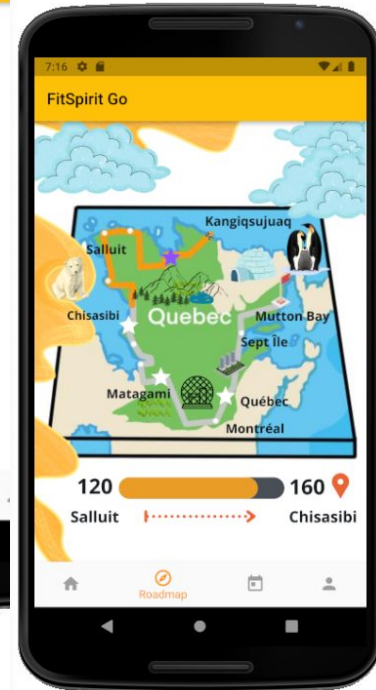 7:16
FitSpirit Go
Kangiqsujuaq
Salluit
Chisasibi
Quebec
Mutton Bay
Sept Île
Matagami
Québec
Montréal
120 160
Salluit Chisasibi
Roadmap